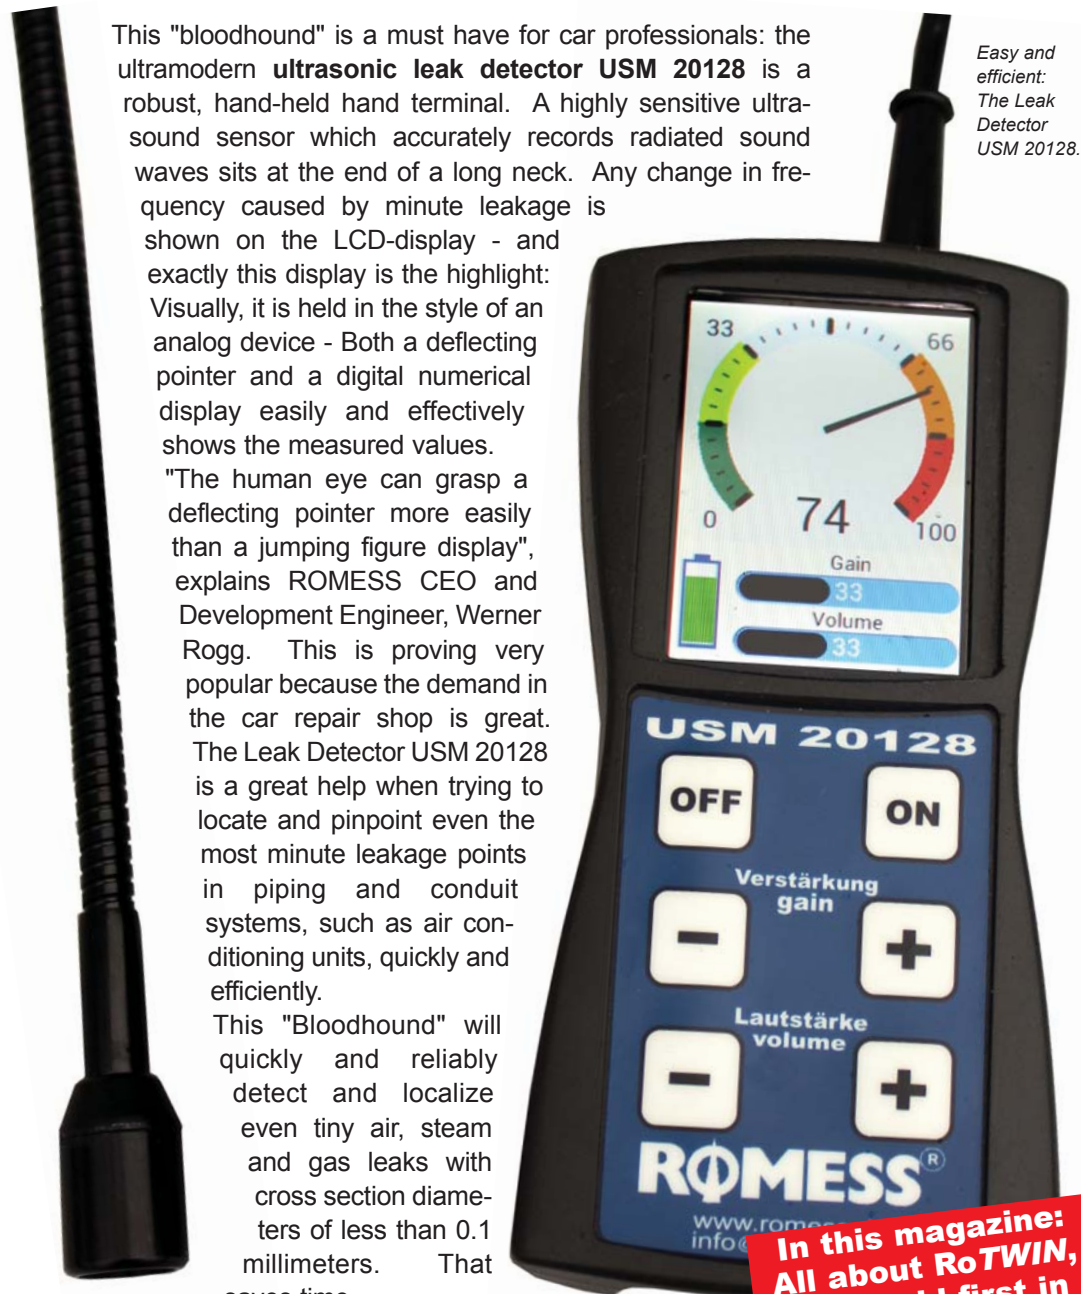 This "bloodhound" is a must have for car professionals: the
ultramodern ultrasonic leak detector USM 20128 is a
robust, hand-held hand terminal. A highly sensitive ultra-
sound sensor which accurately records radiated sound
waves sits at the end of a long neck. Any change in fre-
quency caused by minute leakage is
shown on the LCD-display - and
exactly this display is the highlight:
Visually, it is held in the style of an
analog device - Both a deflecting
pointer and a digital numerical
display easily and effectively
shows the measured values.
"The human eye can grasp a
deflecting pointer more easily
than a jumping figure display",
explains ROMESS CEO and
Development Engineer, Werner
Rogg. This is proving very
popular because the demand in
the car repair shop is great.
The Leak Detector USM 20128
is a great help when trying to
locate and pinpoint even the
most minute leakage points
in piping and conduit
systems, such as air con-
ditioning units, quickly and
efficiently.
This "Bloodhound" will
quickly and reliably
detect and localize
even tiny air, steam
and gas leaks with
cross section diame-
ters of less than 0.1
millimeters. That
saves time
Easy and
efficient:
The Leak
Detector
USM 20128.
33 66
0 74 100
Gain
33
Volume
33
USM 20128
OFF ON
Verstärkung
gain
- +
Lautstärke
volume
- +
ROMESS®
www.rome
info@
In this magazine:
All about RoTWIN,
first in